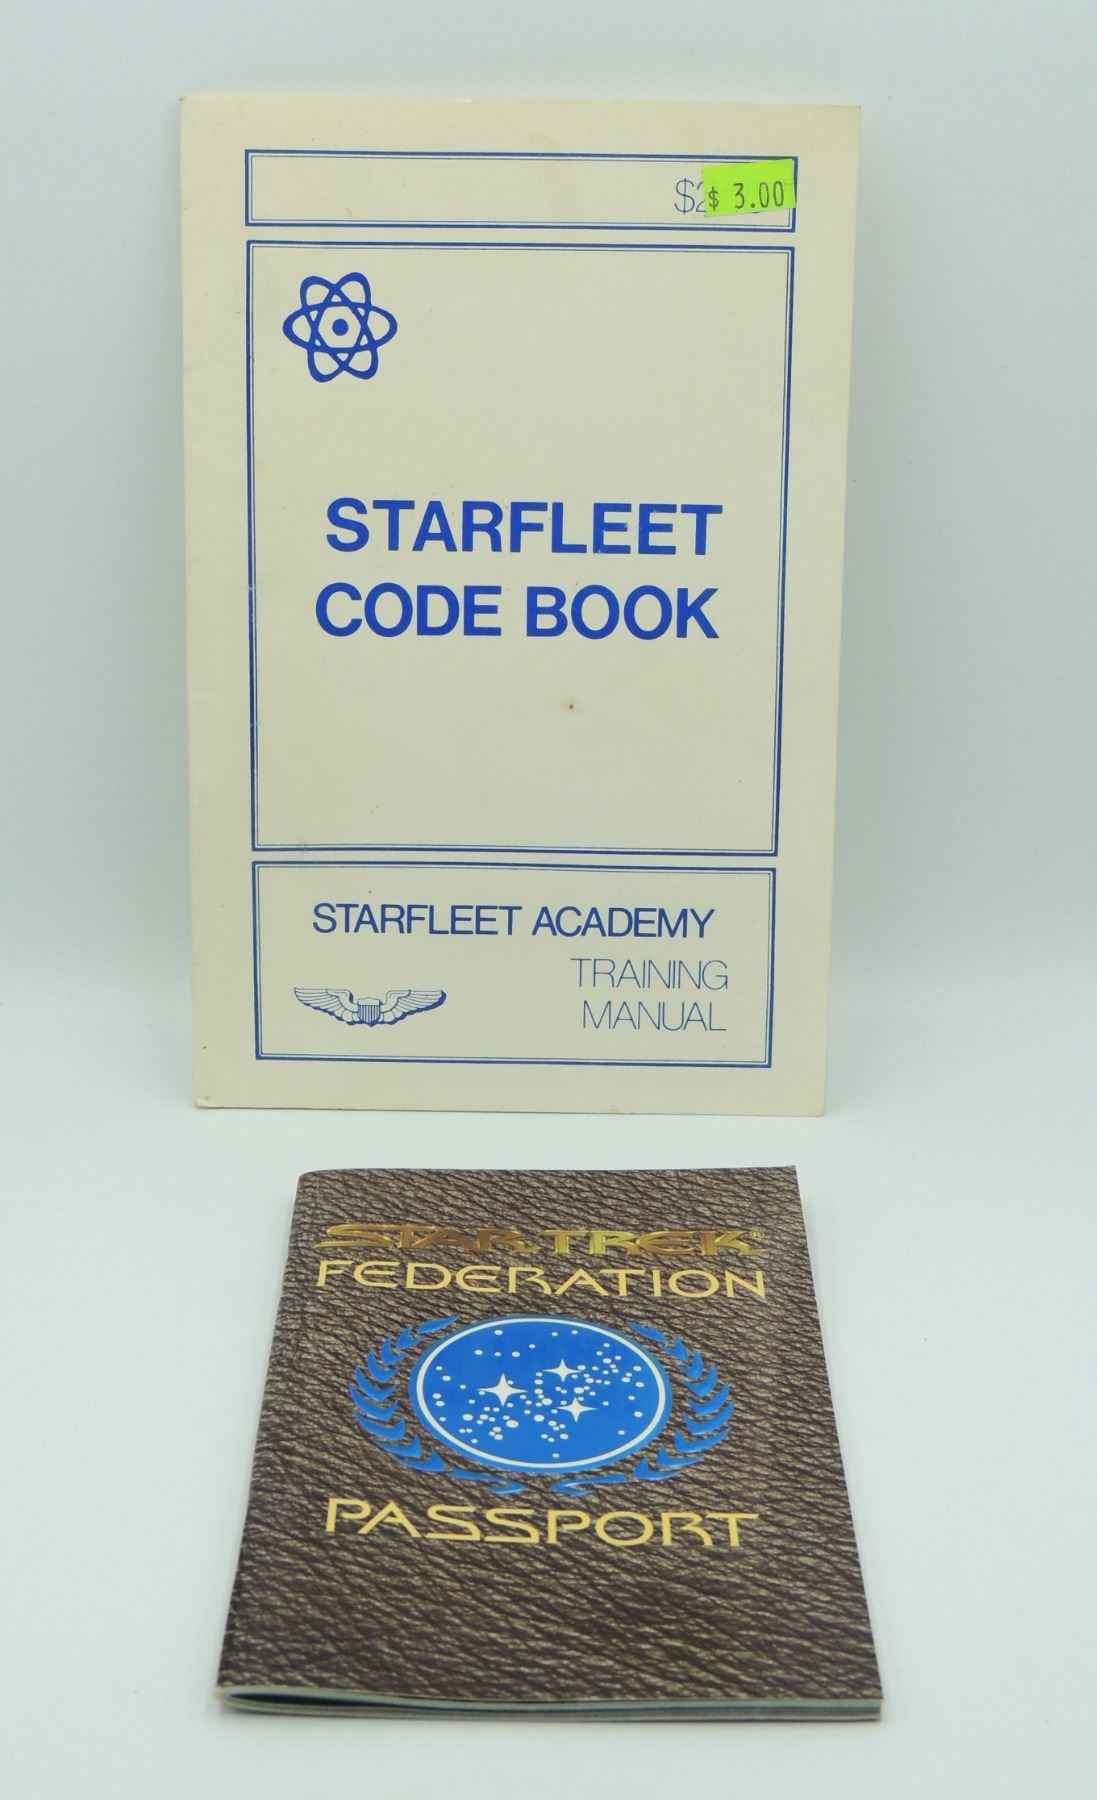 $ 3.00
STARFLEET
CODE BOOK
STARFLEET ACADEMY
TRAINING
MANUAL
STAR TREK®
FEDERATION
PASSPORT